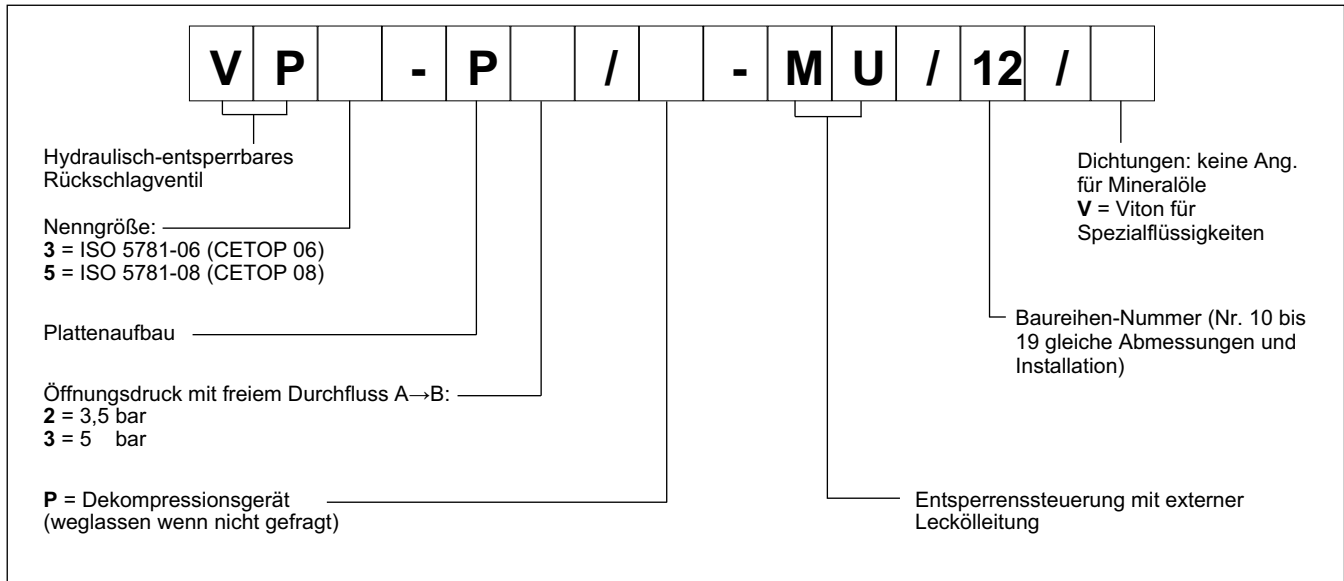 V P - P / - M U / 12 /
Hydraulisch-entsperrbares
Rückschlagventil
Nenngröße:
3 = ISO 5781-06 (CETOP 06)
5 = ISO 5781-08 (CETOP 08)
Plattenaufbau
Öffnungsdruck mit freiem Durchfluss A→B:
2 = 3,5 bar
3 = 5 bar
P = Dekompressionsgerät
(weglassen wenn nicht gefragt)
Dichtungen: keine Ang.
für Mineralöle
V = Viton für
Spezialflüssigkeiten
Baureihen-Nummer (Nr. 10 bis
19 gleiche Abmessungen und
Installation)
Entsperrenssteuerung mit externer
Leckölleitung